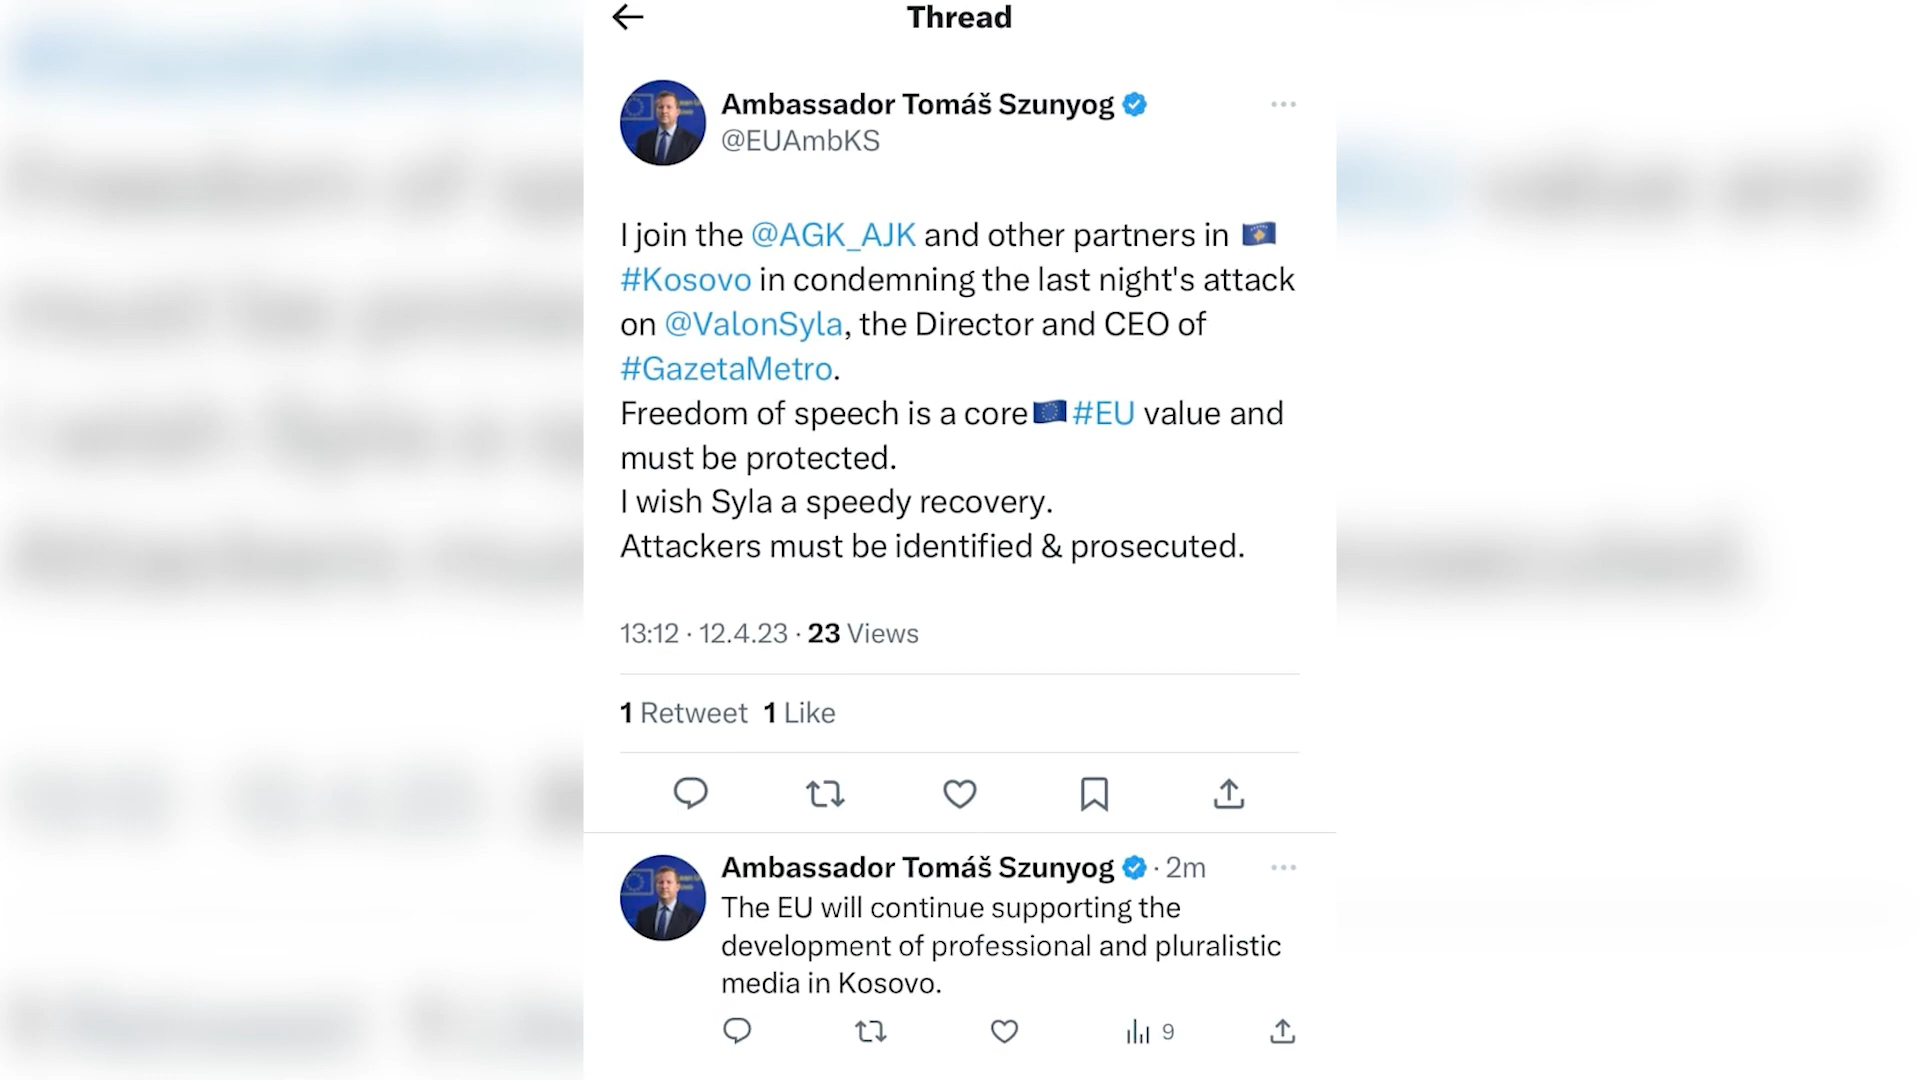 Thread
Ambassador Tomáš Szunyog
@EUAmbKS
I join the @AGK_AJK and other partners in 🇽🇰
#Kosovo in condemning the last night's attack
on @ValonSyla, the Director and CEO of
#GazetaMetro.
Freedom of speech is a core🇪🇺#EU value and
must be protected.
I wish Syla a speedy recovery.
Attackers must be identified & prosecuted.
13:12 · 12.4.23 · 23 Views
1 Retweet 1 Like
Ambassador Tomáš Szunyog · 2m
The EU will continue supporting the
development of professional and pluralistic
media in Kosovo.
9